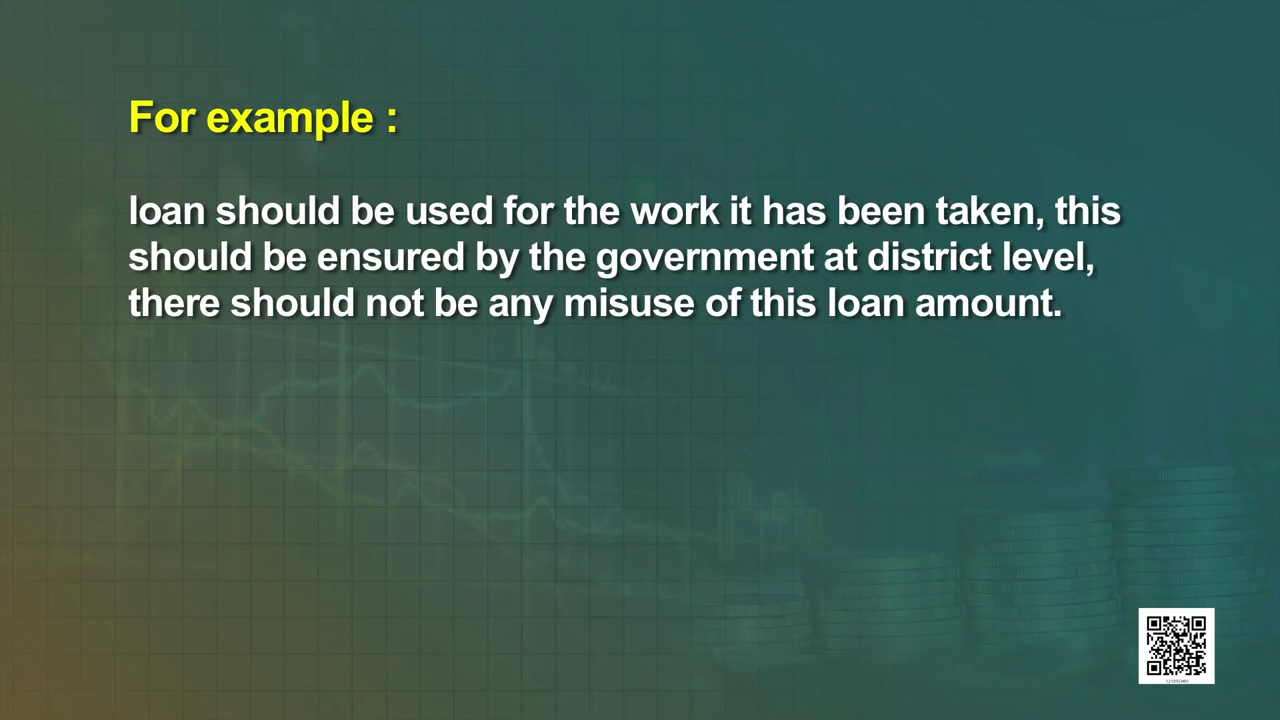 For example :
loan should be used for the work it has been taken, this
should be ensured by the government at district level,
there should not be any misuse of this loan amount.